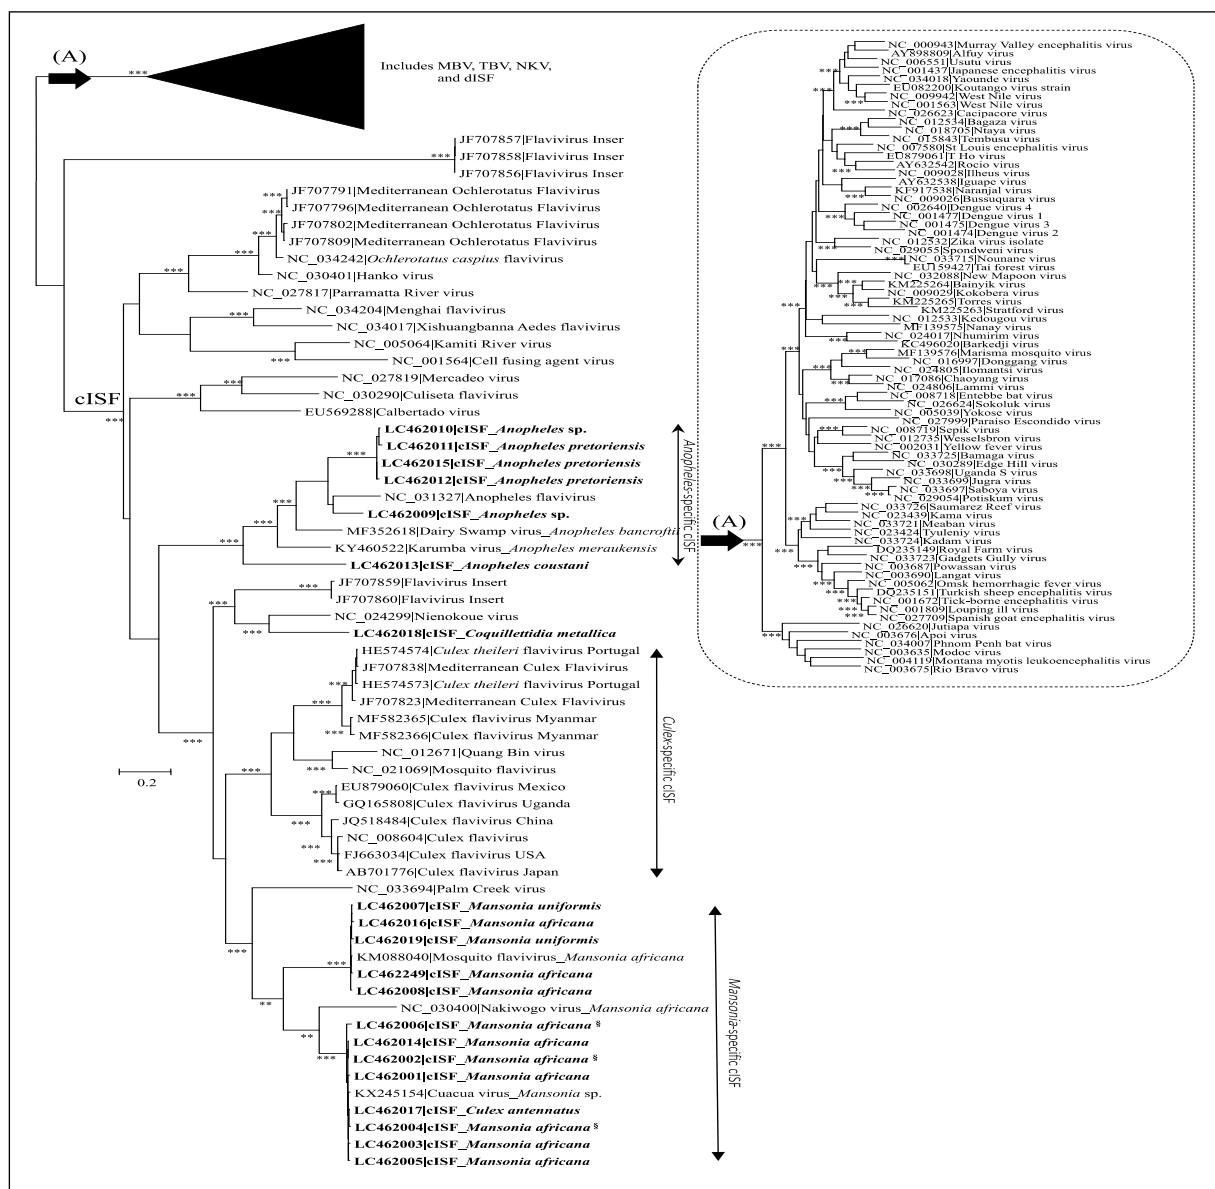 (A)
***
Includes MBV, TBV, NKV,
and dISF
JF707857|Flavivirus Inser
***
JF707858|Flavivirus Inser
JF707856|Flavivirus Inser
JF707791|Mediterranean Ochlerotatus Flavivirus
***
JF707796|Mediterranean Ochlerotatus Flavivirus
***
JF707802|Mediterranean Ochlerotatus Flavivirus
***
JF707809|Mediterranean Ochlerotatus Flavivirus
***
NC_034242|Ochlerotatus caspius flavivirus
***
NC_030401|Hanko virus
NC_027817|Parramatta River virus
NC_034204|Menghai flavivirus
***
NC_034017|Xishuangbanna Aedes flavivirus
NC_005064|Kamiti River virus
***
NC_001564|Cell fusing agent virus
NC_027819|Mercadeo virus
***
NC_030290|Culiseta flavivirus
***
cISF
EU569288|Calbertado virus
***
LC462010|cISF_Anopheles sp.
LC462011|cISF_Anopheles pretoriensis
***
LC462015|cISF_Anopheles pretoriensis
LC462012|cISF_Anopheles pretoriensis
***
NC_031327|Anopheles flavivirus
***
LC462009|cISF_Anopheles sp.
MF352618|Dairy Swamp virus_Anopheles bancroftii
***
KY460522|Karumba virus_Anopheles meraukensis
***
LC462013|cISF_Anopheles coustani
Anopheles-specific cISF
JF707859|Flavivirus Insert
***
JF707860|Flavivirus Insert
***
NC_024299|Nienokoue virus
***
LC462018|cISF_Coquillettidia metallica
HE574574|Culex theileri flavivirus Portugal
JF707838|Mediterranean Culex Flavivirus
***
HE574573|Culex theileri flavivirus Portugal
***
JF707823|Mediterranean Culex Flavivirus
MF582365|Culex flavivirus Myanmar
***
MF582366|Culex flavivirus Myanmar
***
NC_012671|Quang Bin virus
***
NC_021069|Mosquito flavivirus
***
EU879060|Culex flavivirus Mexico
***
GQ165808|Culex flavivirus Uganda
***
JQ518484|Culex flavivirus China
NC_008604|Culex flavivirus
***
FJ663034|Culex flavivirus USA
***
AB701776|Culex flavivirus Japan
Culex-specific cISF
0.2
NC_033694|Palm Creek virus
LC462007|cISF_Mansonia uniformis
LC462016|cISF_Mansonia africana
LC462019|cISF_Mansonia uniformis
***
KM088040|Mosquito flavivirus_Mansonia africana
***
LC462249|cISF_Mansonia africana
LC462008|cISF_Mansonia africana
**
NC_030400|Nakiwogo virus_Mansonia africana
LC462006|cISF_Mansonia africana §
**
LC462014|cISF_Mansonia africana
***
LC462002|cISF_Mansonia africana §
LC462001|cISF_Mansonia africana
KX245154|Cuacua virus_Mansonia sp.
LC462017|cISF_Culex antennatus
LC462004|cISF_Mansonia africana §
LC462003|cISF_Mansonia africana
LC462005|cISF_Mansonia africana
Mansonia-specific cISF
(A)
NC_000943|Murray Valley encephalitis virus
AY898809|Alfuy virus
NC_006551|Usutu virus
NC_001437|Japanese encephalitis virus
NC_034018|Yaounde virus
EU082200|Koutango virus strain
NC_009942|West Nile virus
NC_001563|West Nile virus
NC_026623|Cacipacore virus
NC_012534|Bagaza virus
NC_018705|Ntaya virus
NC_015843|Tembusu virus
NC_007580|St Louis encephalitis virus
EU879061|T Ho virus
AY632542|Rocio virus
NC_009028|Ilheus virus
AY632538|Iguape virus
KF917538|Naranjal virus
NC_009026|Bussuquara virus
NC_002640|Dengue virus 4
NC_001477|Dengue virus 1
NC_001475|Dengue virus 3
NC_001474|Dengue virus 2
NC_012532|Zika virus isolate
NC_029055|Spondweni virus
NC_033715|Nounane virus
EU159427|Tai forest virus
NC_032088|New Mapoon virus
KM225264|Bainyik virus
NC_009029|Kokobera virus
KM225265|Torres virus
KM225263|Stratford virus
NC_012533|Kedougou virus
MF139575|Nanay virus
NC_024017|Nhumirim virus
KC496020|Barkedji virus
MF139576|Marisma mosquito virus
NC_016997|Donggang virus
NC_024805|Ilomantsi virus
NC_017086|Chaoyang virus
NC_024806|Lammi virus
NC_008718|Entebbe bat virus
NC_026624|Sokoluk virus
NC_005039|Yokose virus
NC_027999|Paraiso Escondido virus
NC_008719|Sepik virus
NC_012735|Wesselsbron virus
NC_002031|Yellow fever virus
NC_033725|Bamaga virus
NC_030289|Edge Hill virus
NC_033698|Uganda S virus
NC_033699|Jugra virus
NC_033697|Saboya virus
NC_029054|Potiskum virus
NC_033726|Saumarez Reef virus
NC_023439|Kama virus
NC_033721|Meaban virus
NC_023424|Tyuleniy virus
NC_033724|Kadam virus
DQ235149|Royal Farm virus
NC_033723|Gadgets Gully virus
NC_003687|Powassan virus
NC_003690|Langat virus
NC_005062|Omsk hemorrhagic fever virus
DQ235151|Turkish sheep encephalitis virus
NC_001672|Tick-borne encephalitis virus
NC_001809|Louping ill virus
NC_027709|Spanish goat encephalitis virus
NC_026620|Jutiapa virus
NC_003676|Apoi virus
NC_034007|Phnom Penh bat virus
NC_003635|Modoc virus
NC_004119|Montana myotis leukoencephalitis virus
NC_003675|Rio Bravo virus